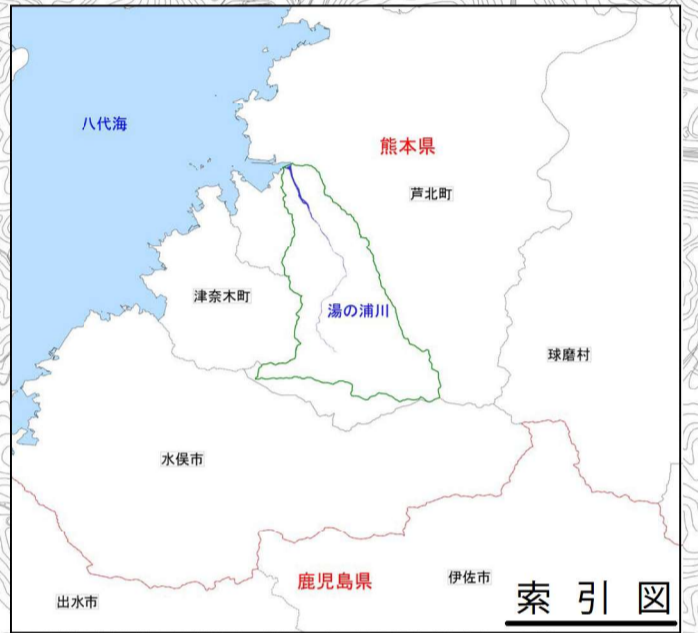 八代海
熊本県
芦北町
津奈木町
湯の浦川
球磨村
水俣市
鹿児島県
伊佐市
出水市
索引図